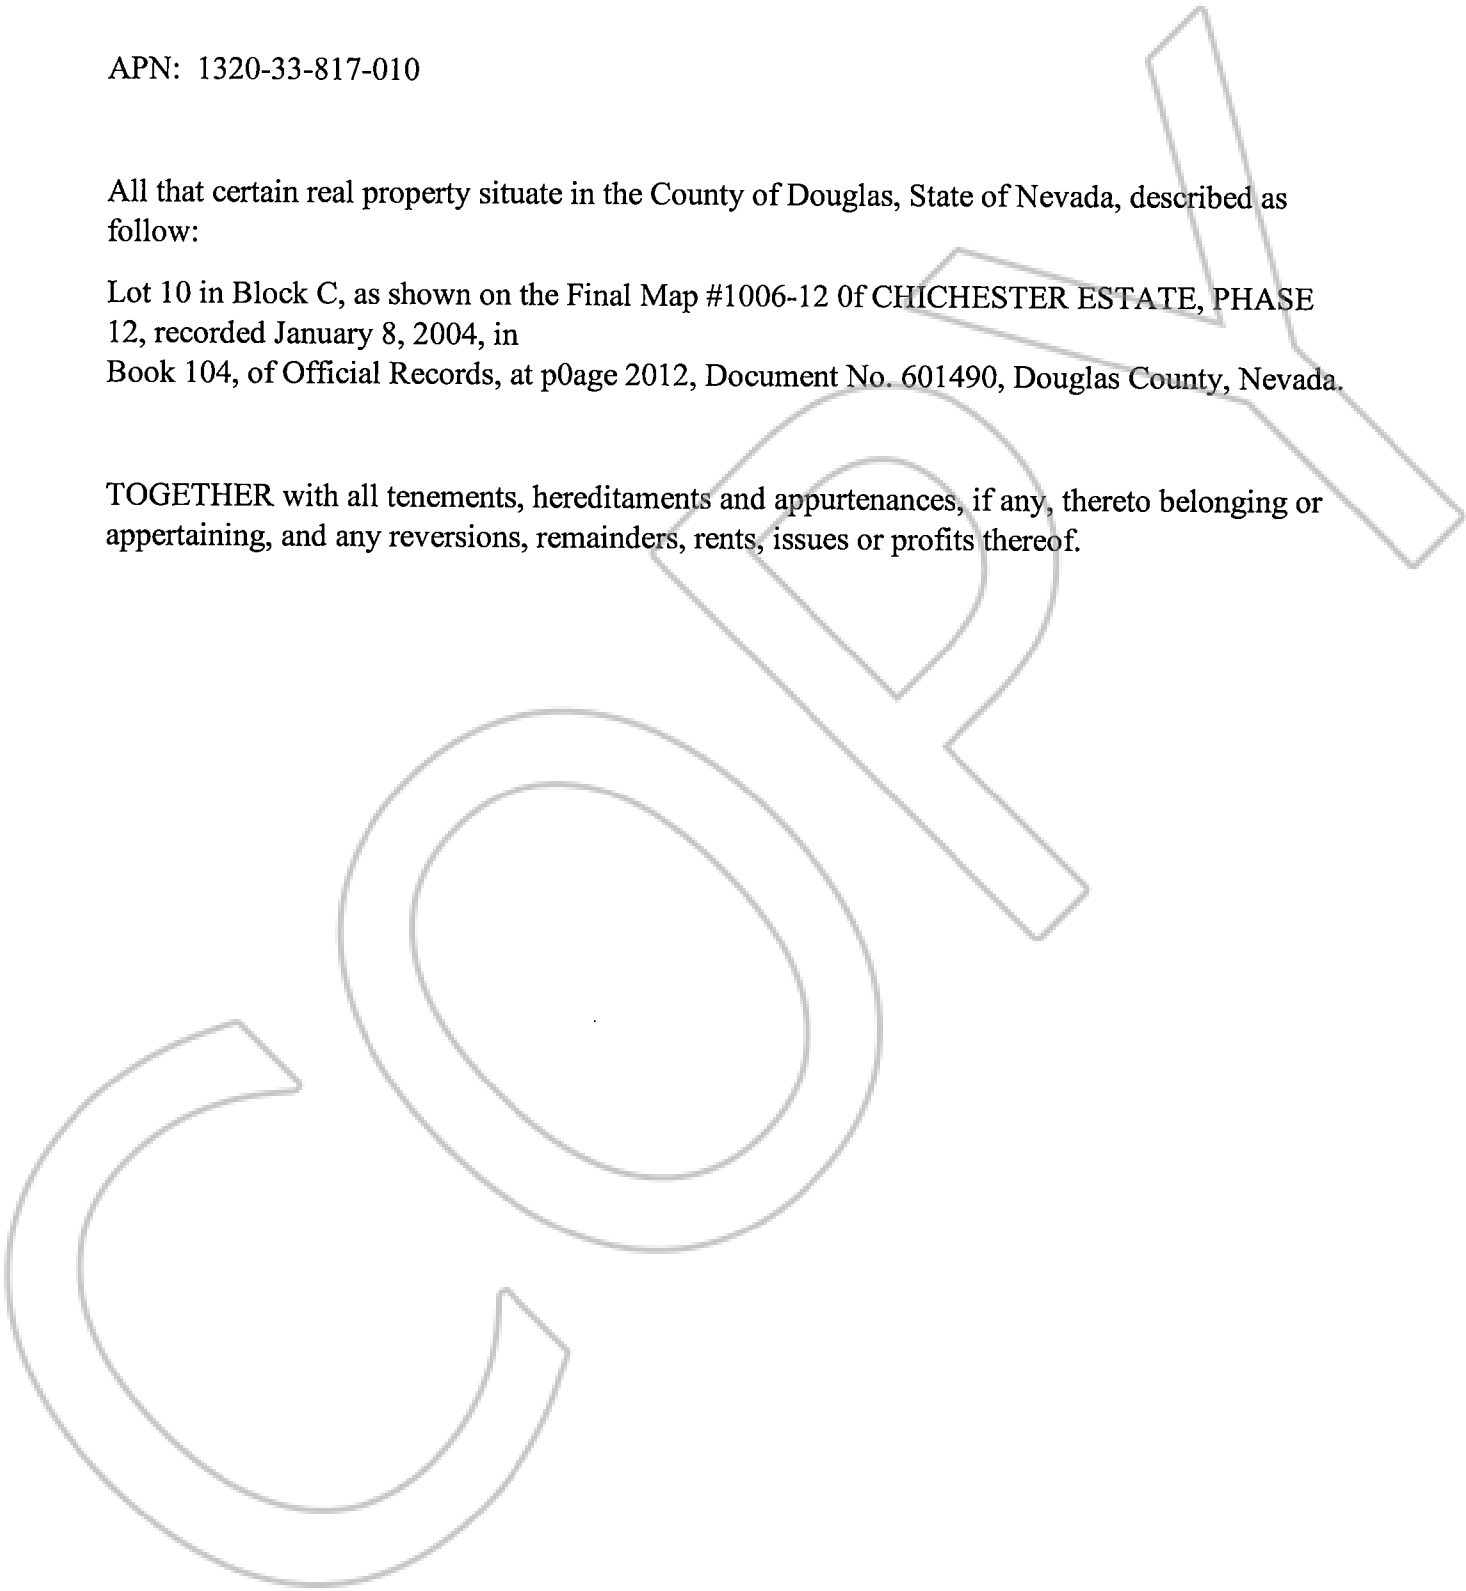 APN: 1320-33-817-010
All that certain real property situate in the County of Douglas, State of Nevada, described as
follow:
Lot 10 in Block C, as shown on the Final Map #1006-12 0f CHICHESTER ESTATE, PHASE
12, recorded January 8, 2004, in
Book 104, of Official Records, at p0age 2012, Document No. 601490, Douglas County, Nevada.
TOGETHER with all tenements, hereditaments and appurtenances, if any, thereto belonging or
appertaining, and any reversions, remainders, rents, issues or profits thereof.
COPY